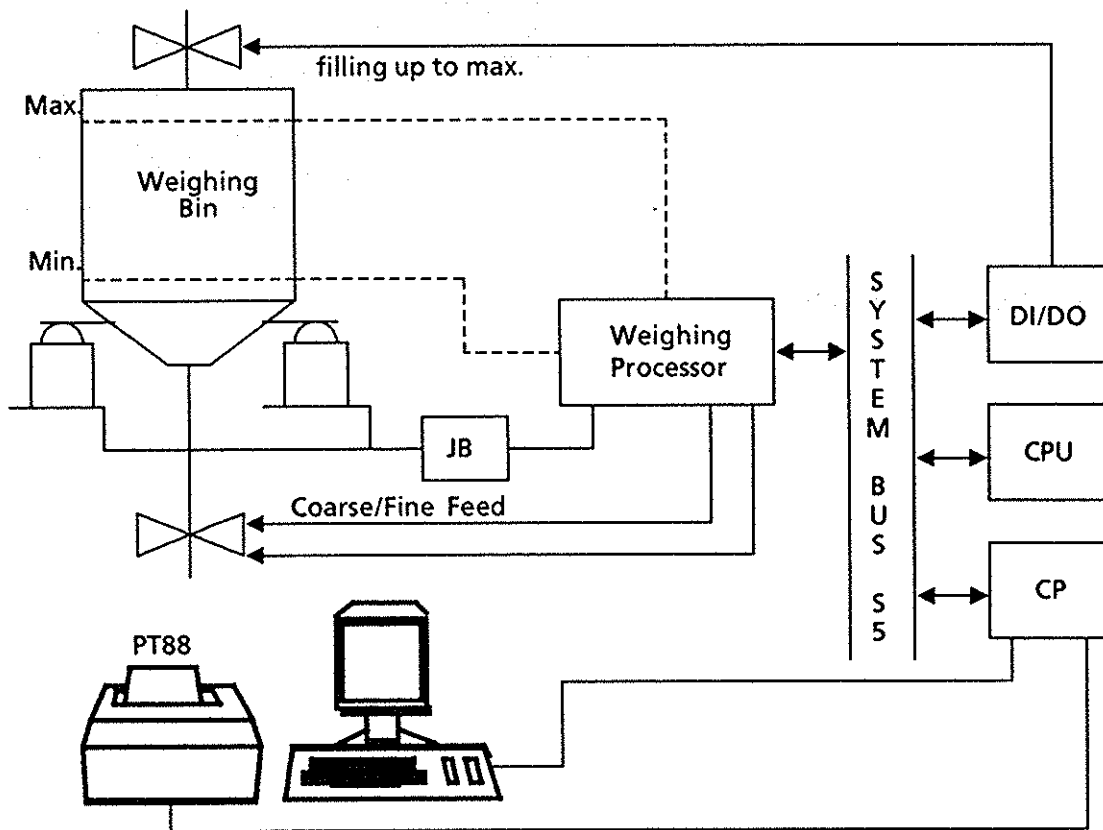 filling up to max.
Max.
Weighing
Bin
Min.
Weighing
Processor
SYSTEM BUS S5
DI/DO
CPU
CP
JB
Coarse/Fine Feed
PT88